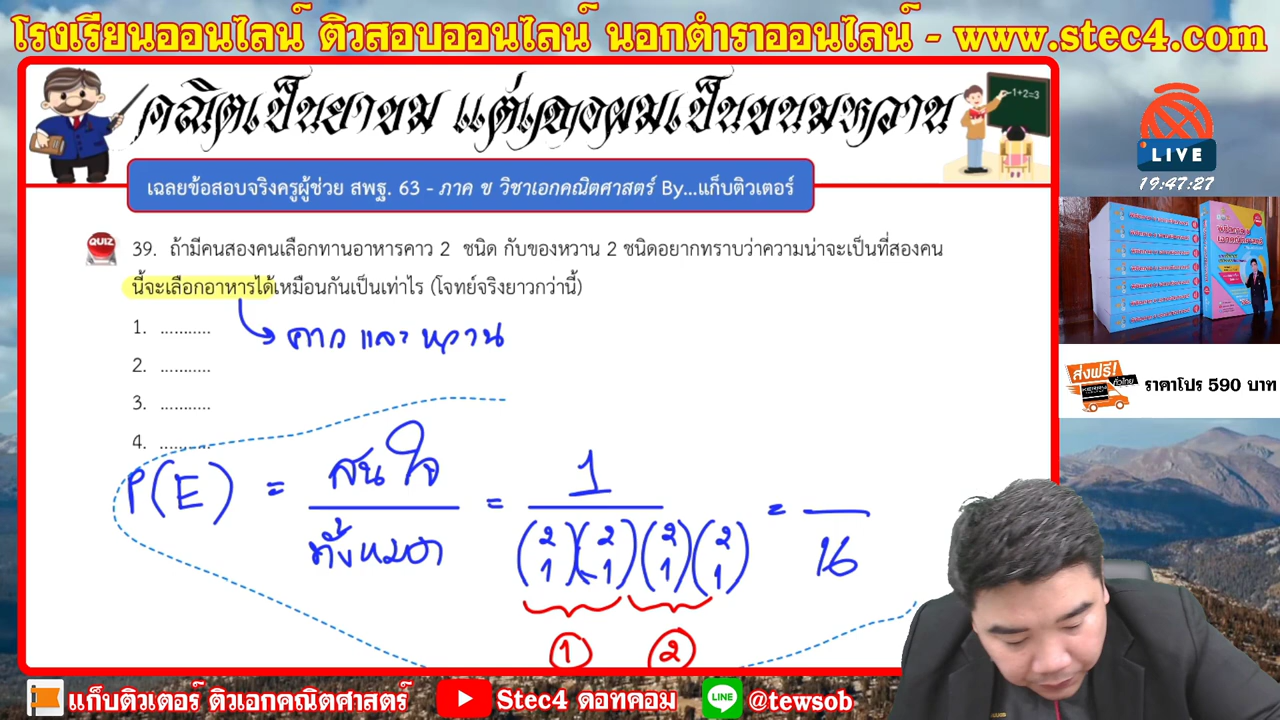 โรงเรียนออนไลน์ ติวสอบออนไลน์ นอกตำราออนไลน์ - www.stec4.com
คณิตเป็นยาขม แต่เคาองผมเป็นขนมหวาน
1+2=3
LIVE
19:47:27
เฉลยข้อสอบจริงครูผู้ช่วย สพฐ. 63 - ภาค ข วิชาเอกคณิตศาสตร์ By...แก็บติวเตอร์
QUIZ
39. ถ้ามีคนสองคนเลือกทานอาหารคาว 2 ชนิด กับของหวาน 2 ชนิดอยากทราบว่าความน่าจะเป็นที่สองคน
นี้จะเลือกอาหารได้เหมือนกันเป็นเท่าไร (โจทย์จริงยาวกว่านี้)
1. ...........
คาว และ หวาน
2. ...........
3. ...........
4. ...........
P(E) = สนใจ / ทั้งหมด = 1 / (2 1)(2 1)(2 1)(2 1) = / 16
1 2
ส่งฟรี! ทั่วไทย
KERRY
ราคาโปร 590 บาท
แก็บติวเตอร์ ติวเอกคณิตศาสตร์
Stec4 ดอทคอม
LINE @tewsob